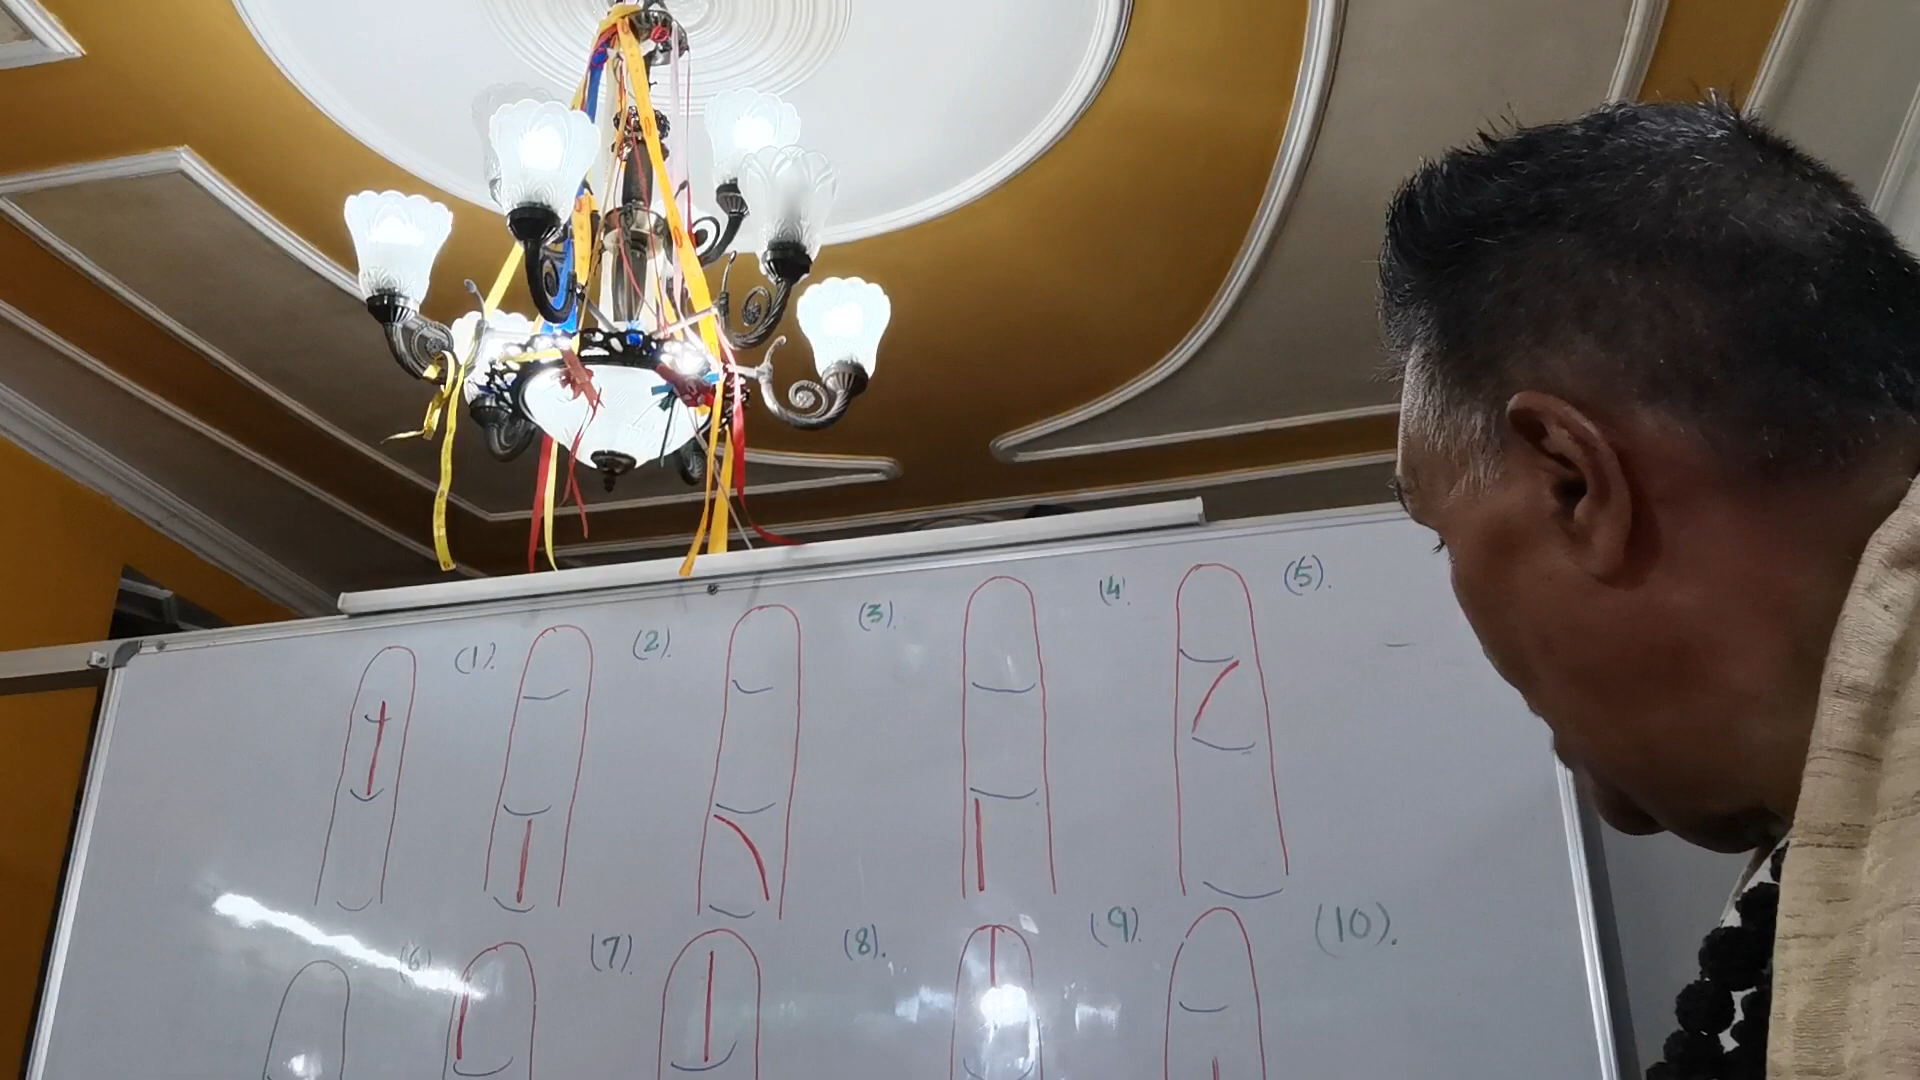 (1). (2). (3). (4). (5).
(6) (7). (8). (9). (10).